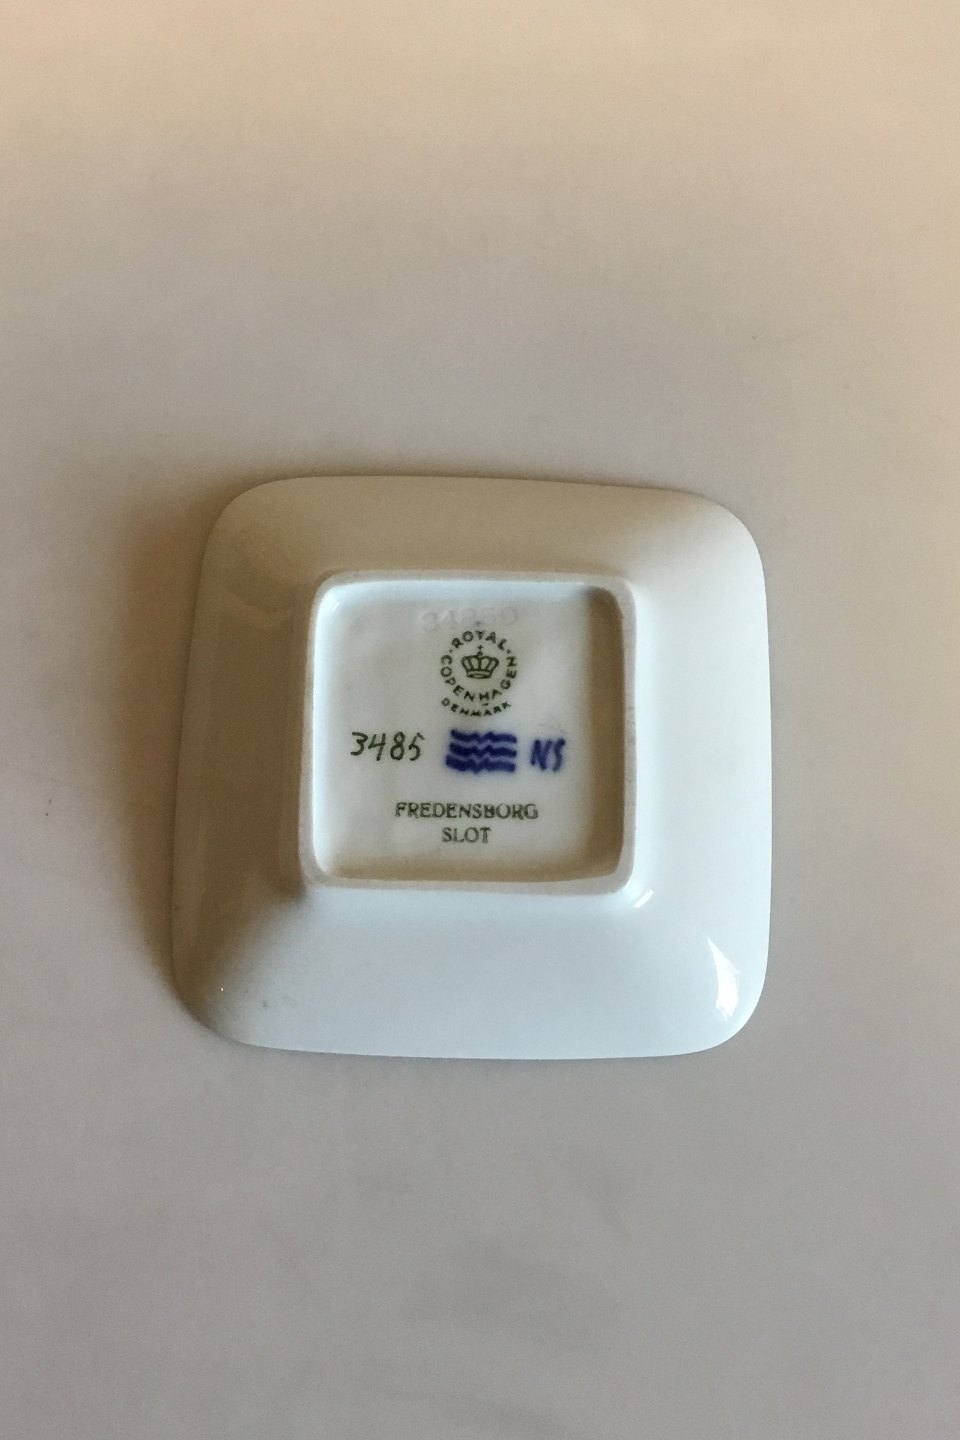 ROYAL
COPENHAGEN
DENMARK
3485 NS
FREDENSBORG
SLOT